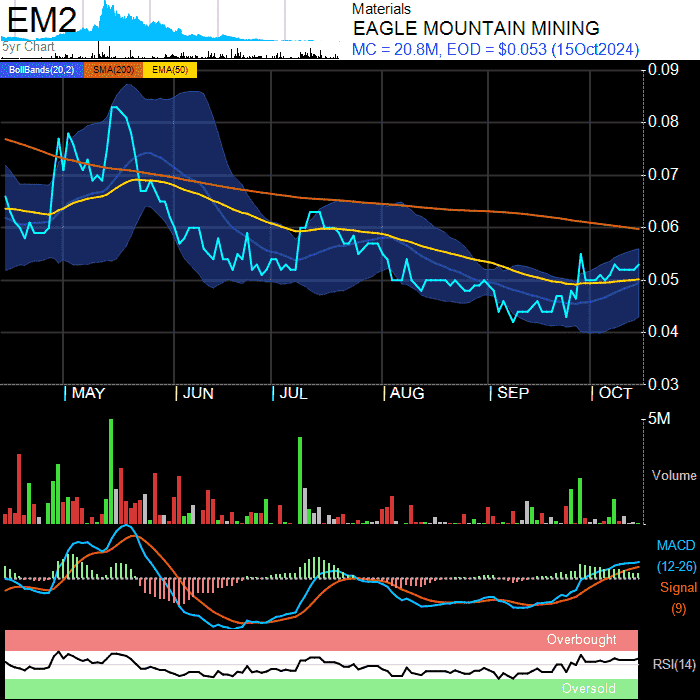 EM2
5yr Chart
Materials
EAGLE MOUNTAIN MINING
MC = 20.8M, EOD = $0.053 (15Oct2024)
BollBands(20,2) SMA(200) EMA(50)
0.09
0.08
0.07
0.06
0.05
0.04
0.03
MAY JUN JUL AUG SEP OCT
5M
Volume
MACD
(12-26)
Signal
(9)
Overbought
RSI(14)
Oversold